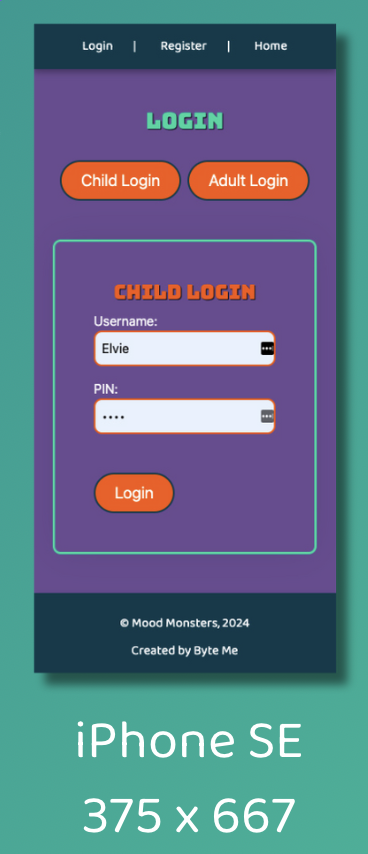 Login | Register | Home
LOGIN
Child Login Adult Login
CHILD LOGIN
Username:
Elvie
PIN:
••••
Login
© Mood Monsters, 2024
Created by Byte Me
iPhone SE
375 x 667